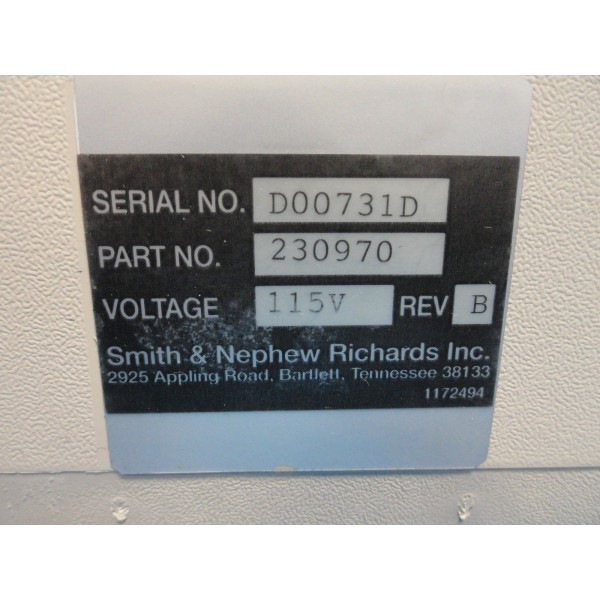 SERIAL NO. D00731D
PART NO. 230970
VOLTAGE 115V REV B
Smith & Nephew Richards Inc.
2925 Appling Road, Bartlett, Tennessee 38133
1172494